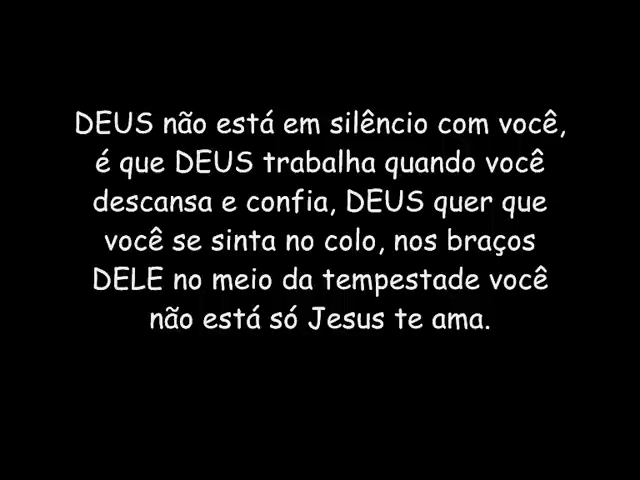 DEUS não está em silêncio com você,
é que DEUS trabalha quando você
descansa e confia, DEUS quer que
você se sinta no colo, nos braços
DELE no meio da tempestade você
não está só Jesus te ama.